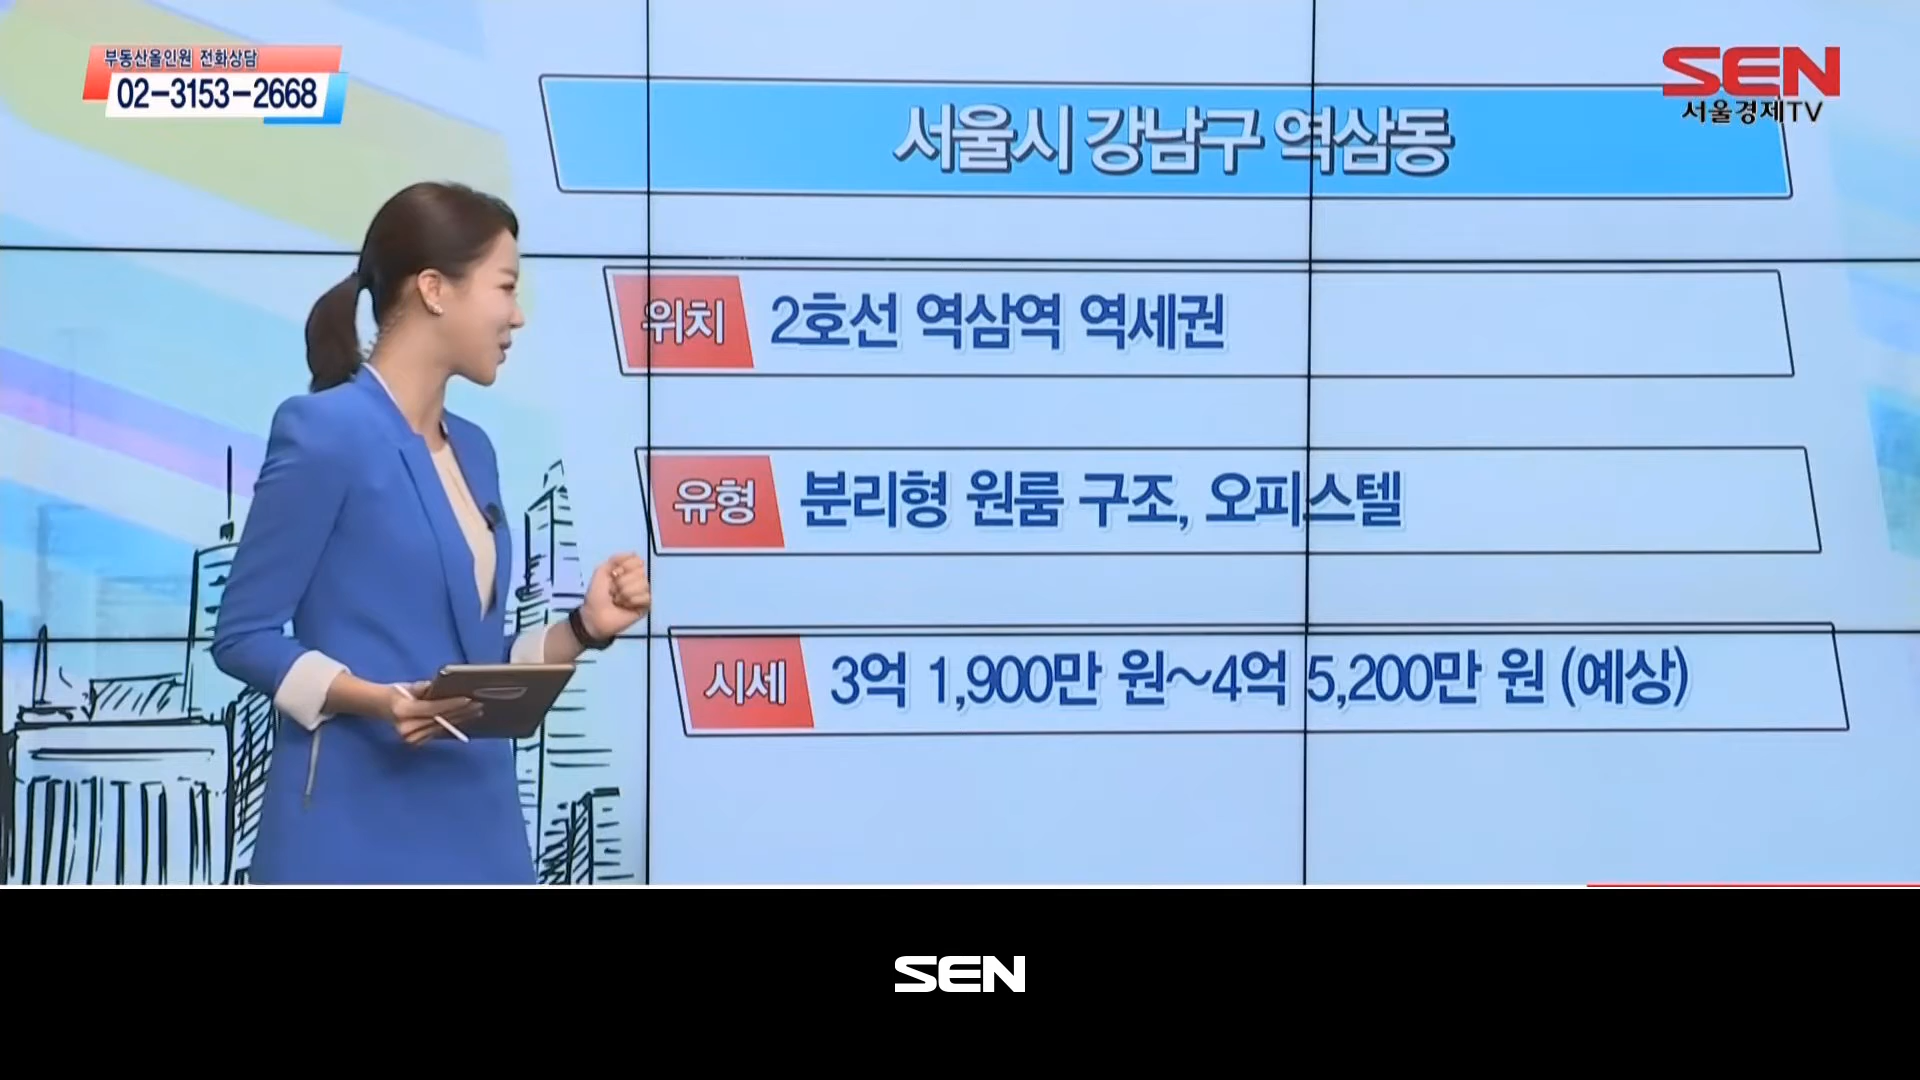 부동산올인원 전화상담
02-3153-2668
SEN
서울경제TV
서울시 강남구 역삼동
위치 2호선 역삼역 역세권
유형 분리형 원룸 구조, 오피스텔
시세 3억 1,900만 원~4억 5,200만 원 (예상)
SEN